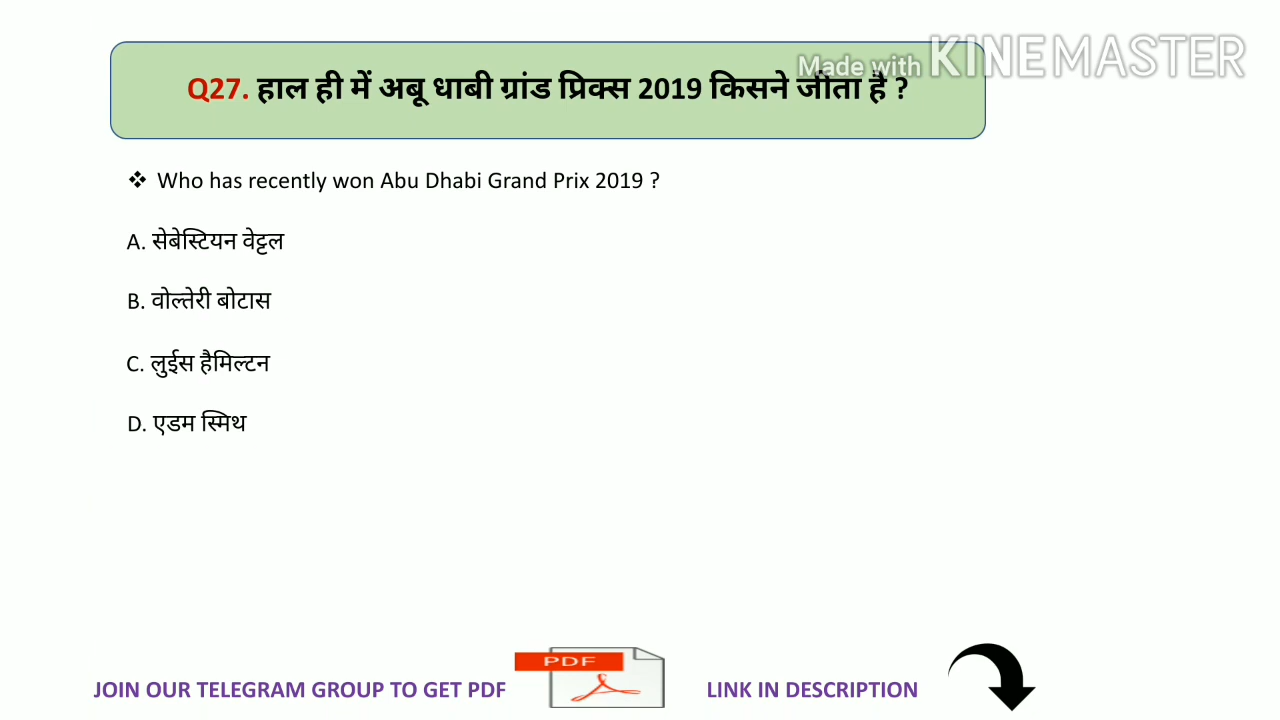 Made with KINEMASTER
Q27. हाल ही में अबू धाबी ग्रांड प्रिक्स 2019 किसने जीता है ?
❖ Who has recently won Abu Dhabi Grand Prix 2019 ?
A. सेबेस्टियन वेट्टल
B. वोल्तेरी बोटास
C. लुईस हैमिल्टन
D. एडम स्मिथ
PDF
JOIN OUR TELEGRAM GROUP TO GET PDF LINK IN DESCRIPTION